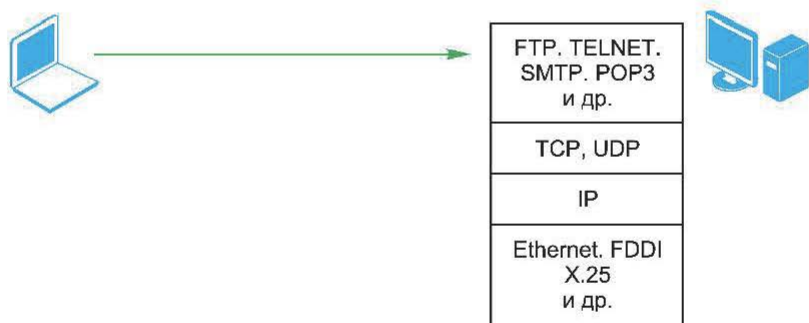 FTP. TELNET.
SMTP. POP3
и др.
TCP, UDP
IP
Ethernet. FDDI
X.25
и др.